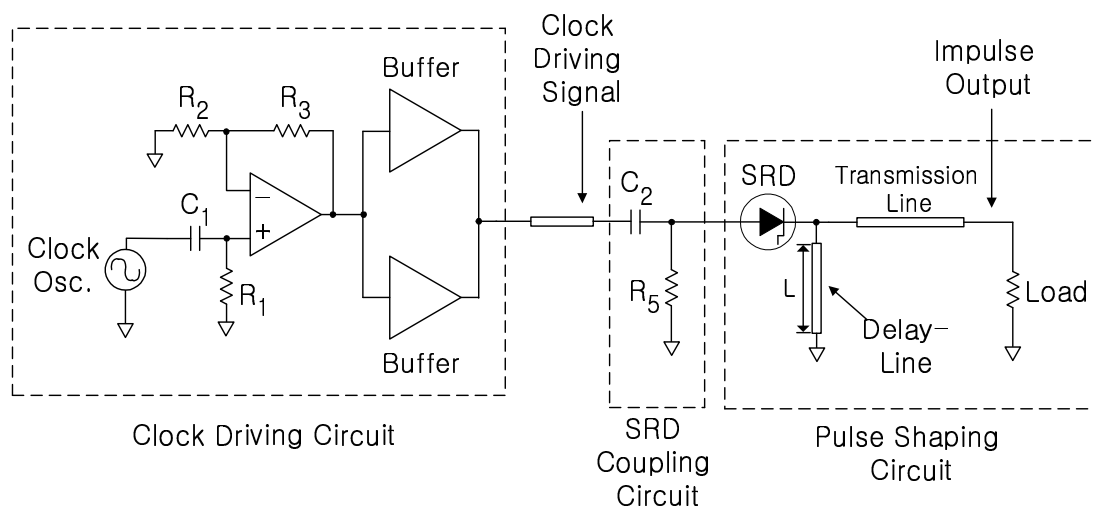 Clock
Driving
Signal
Impulse
Output
Buffer
R2
R3
SRD
Transmission
Line
C2
C1
−
+
Clock
Osc.
R1
R5
L
Load
Delay−
Line
Buffer
Clock Driving Circuit
SRD
Coupling
Circuit
Pulse Shaping
Circuit